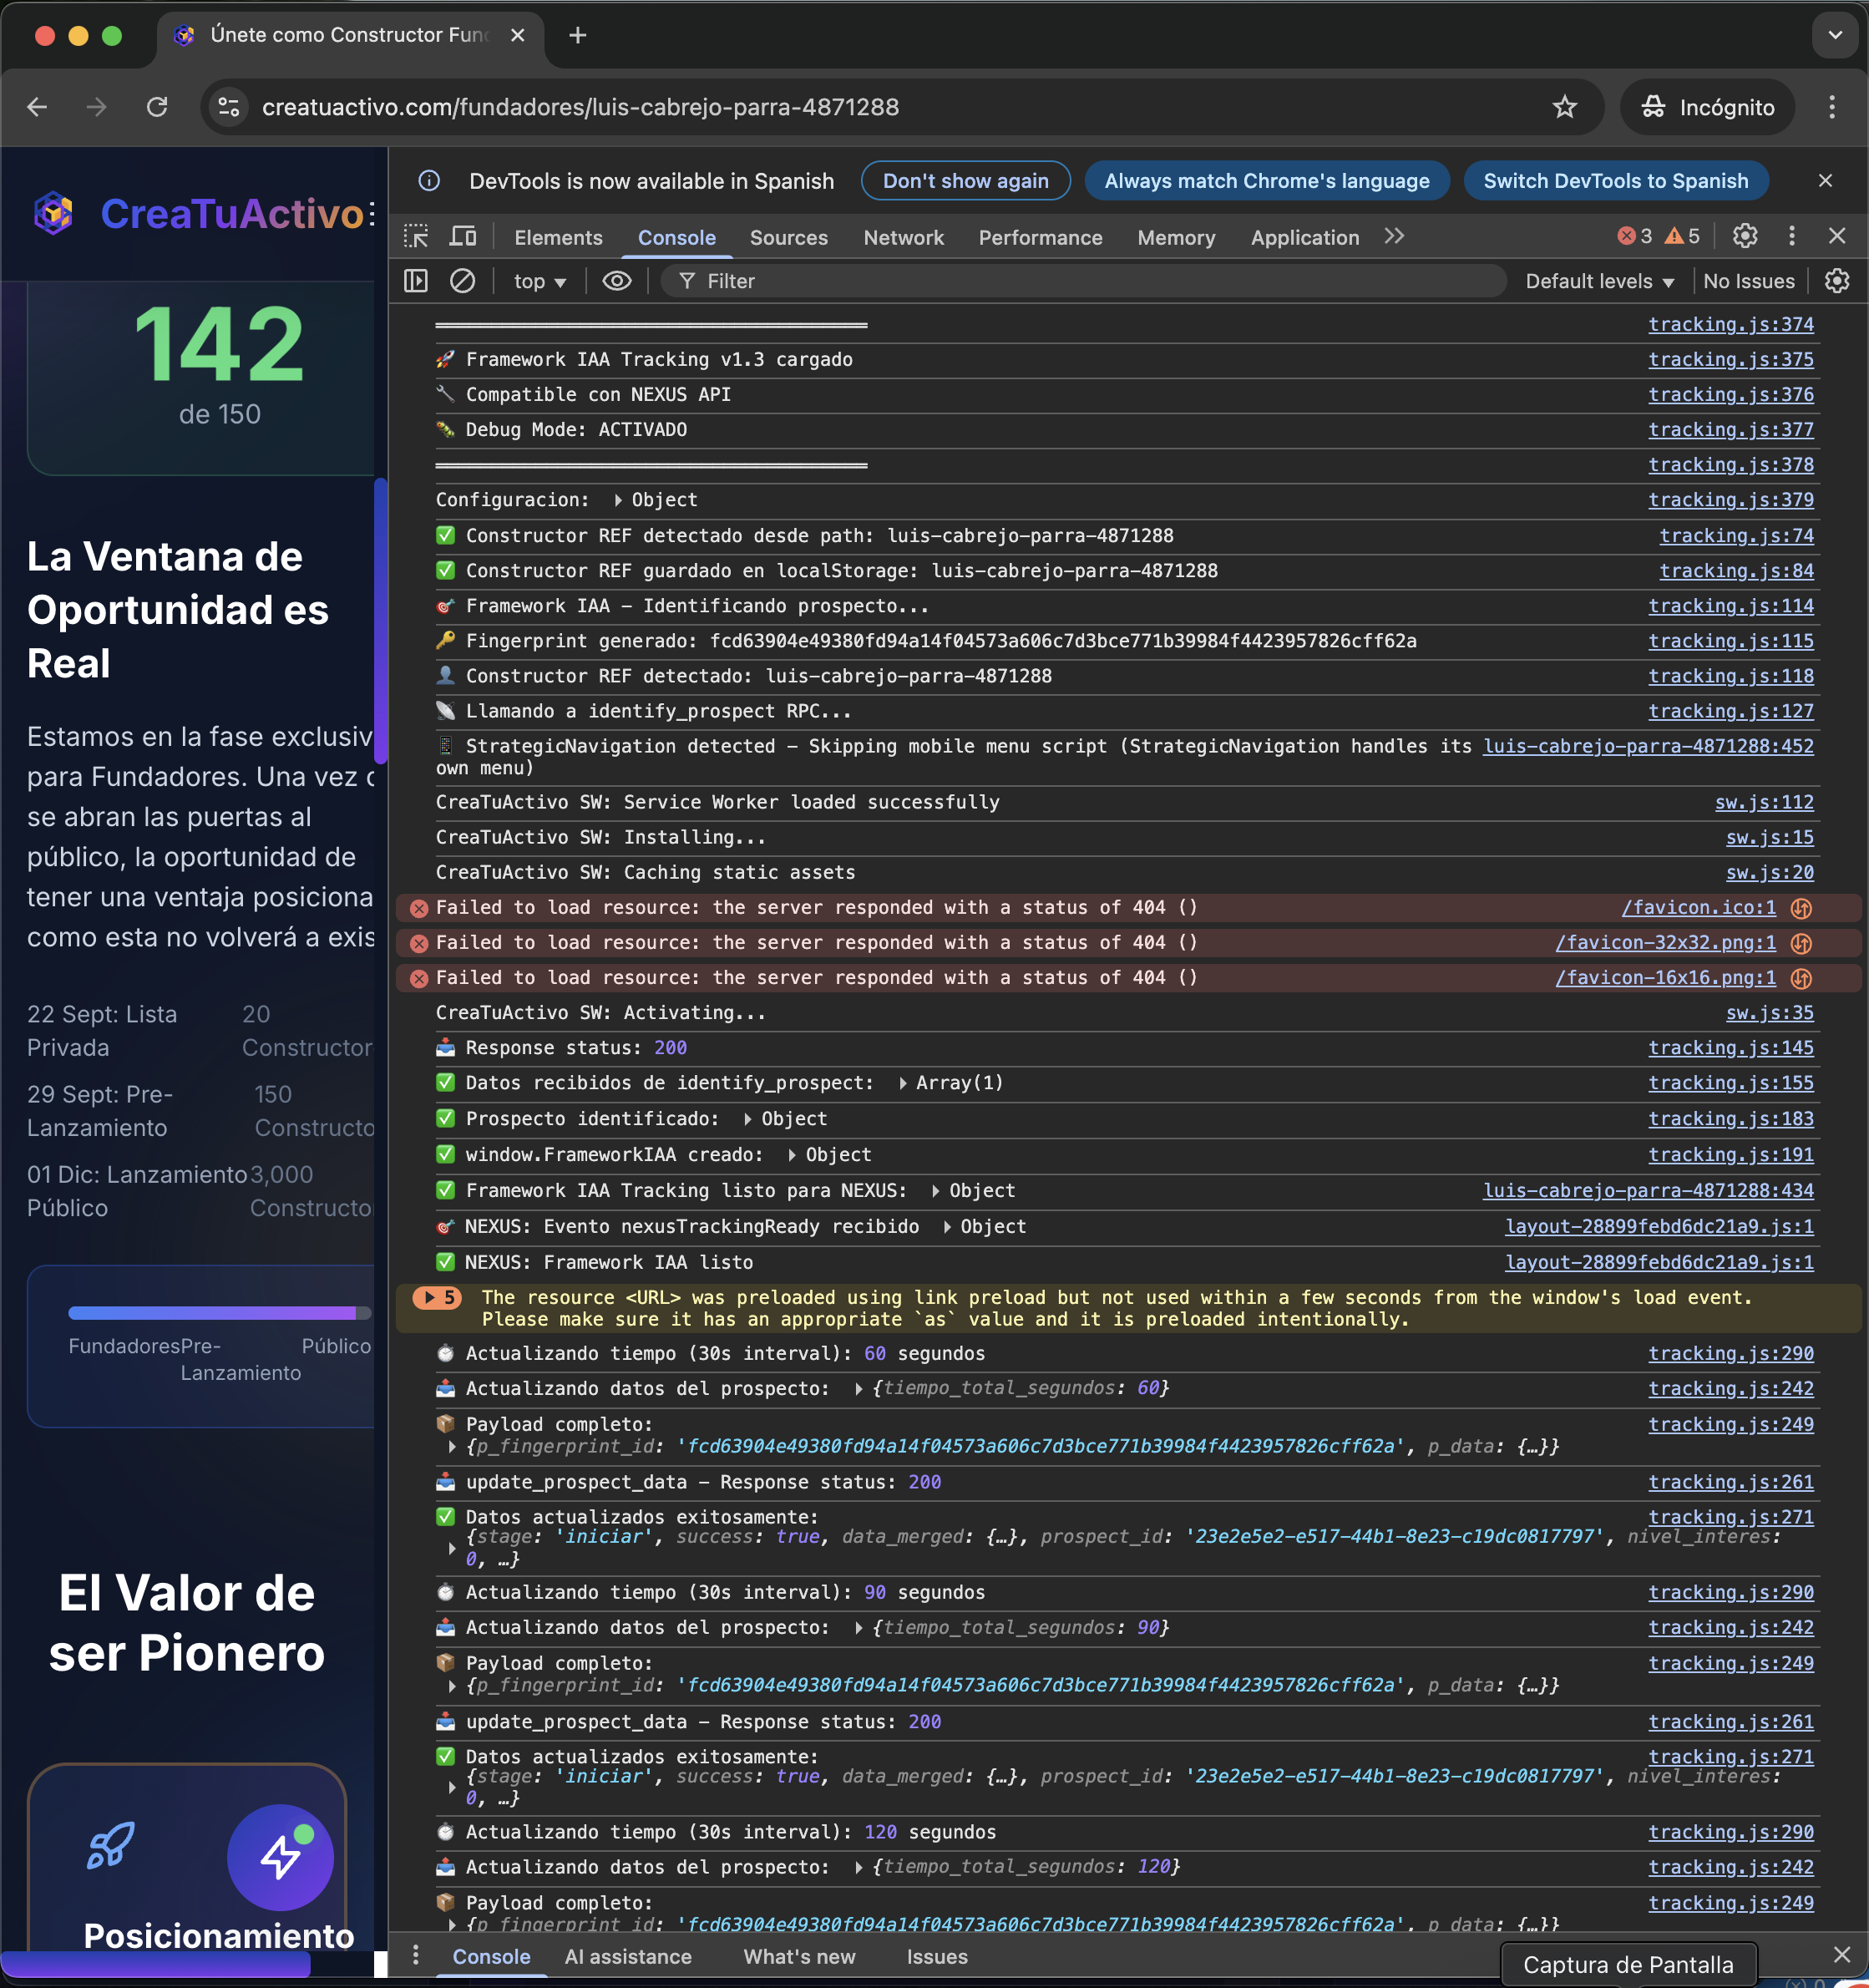 Únete como Constructor Fun
creatuactivo.com/fundadores/luis-cabrejo-parra-4871288
Incógnito
CreaTuActivo
142
de 150
La Ventana de
Oportunidad es
Real
Estamos en la fase exclusiv
para Fundadores. Una vez
se abran las puertas al
público, la oportunidad de
tener una ventaja posiciona
como esta no volverá a exis
22 Sept: Lista Privada 20 Constructor
29 Sept: Pre-Lanzamiento 150 Constructo
01 Dic: Lanzamiento Público 3,000 Constructo
Fundadores Pre-Lanzamiento Público
El Valor de
ser Pionero
Posicionamiento
DevTools is now available in Spanish Don't show again Always match Chrome's language Switch DevTools to Spanish
Elements Console Sources Network Performance Memory Application 3 5
top Filter Default levels No Issues
tracking.js:374
🚀 Framework IAA Tracking v1.3 cargado tracking.js:375
🔧 Compatible con NEXUS API tracking.js:376
🐛 Debug Mode: ACTIVADO tracking.js:377
tracking.js:378
Configuracion: Object tracking.js:379
✅ Constructor REF detectado desde path: luis-cabrejo-parra-4871288 tracking.js:74
✅ Constructor REF guardado en localStorage: luis-cabrejo-parra-4871288 tracking.js:84
🎯 Framework IAA - Identificando prospecto... tracking.js:114
🔑 Fingerprint generado: fcd63904e49380fd94a14f04573a606c7d3bce771b39984f4423957826cff62a tracking.js:115
👤 Constructor REF detectado: luis-cabrejo-parra-4871288 tracking.js:118
📡 Llamando a identify_prospect RPC... tracking.js:127
📱 StrategicNavigation detected - Skipping mobile menu script (StrategicNavigation handles its luis-cabrejo-parra-4871288:452
own menu)
CreaTuActivo SW: Service Worker loaded successfully sw.js:112
CreaTuActivo SW: Installing... sw.js:15
CreaTuActivo SW: Caching static assets sw.js:20
Failed to load resource: the server responded with a status of 404 () /favicon.ico:1
Failed to load resource: the server responded with a status of 404 () /favicon-32x32.png:1
Failed to load resource: the server responded with a status of 404 () /favicon-16x16.png:1
CreaTuActivo SW: Activating... sw.js:35
📥 Response status: 200 tracking.js:145
✅ Datos recibidos de identify_prospect: Array(1) tracking.js:155
✅ Prospecto identificado: Object tracking.js:183
✅ window.FrameworkIAA creado: Object tracking.js:191
✅ Framework IAA Tracking listo para NEXUS: Object luis-cabrejo-parra-4871288:434
🎯 NEXUS: Evento nexusTrackingReady recibido Object layout-28899febd6dc21a9.js:1
✅ NEXUS: Framework IAA listo layout-28899febd6dc21a9.js:1
5 The resource <URL> was preloaded using link preload but not used within a few seconds from the window's load event.
Please make sure it has an appropriate `as` value and it is preloaded intentionally.
⏱️ Actualizando tiempo (30s interval): 60 segundos tracking.js:290
📤 Actualizando datos del prospecto: {tiempo_total_segundos: 60} tracking.js:242
📦 Payload completo: tracking.js:249
{p_fingerprint_id: 'fcd63904e49380fd94a14f04573a606c7d3bce771b39984f4423957826cff62a', p_data: {…}}
📥 update_prospect_data - Response status: 200 tracking.js:261
✅ Datos actualizados exitosamente: tracking.js:271
{stage: 'iniciar', success: true, data_merged: {…}, prospect_id: '23e2e5e2-e517-44b1-8e23-c19dc0817797', nivel_interes:
0, …}
⏱️ Actualizando tiempo (30s interval): 90 segundos tracking.js:290
📤 Actualizando datos del prospecto: {tiempo_total_segundos: 90} tracking.js:242
📦 Payload completo: tracking.js:249
{p_fingerprint_id: 'fcd63904e49380fd94a14f04573a606c7d3bce771b39984f4423957826cff62a', p_data: {…}}
📥 update_prospect_data - Response status: 200 tracking.js:261
✅ Datos actualizados exitosamente: tracking.js:271
{stage: 'iniciar', success: true, data_merged: {…}, prospect_id: '23e2e5e2-e517-44b1-8e23-c19dc0817797', nivel_interes:
0, …}
⏱️ Actualizando tiempo (30s interval): 120 segundos tracking.js:290
📤 Actualizando datos del prospecto: {tiempo_total_segundos: 120} tracking.js:242
📦 Payload completo: tracking.js:249
{p_fingerprint_id: 'fcd63904e49380fd94a14f04573a606c7d3bce771b39984f4423957826cff62a', p_data: {…}}
Console AI assistance What's new Issues
Captura de Pantalla